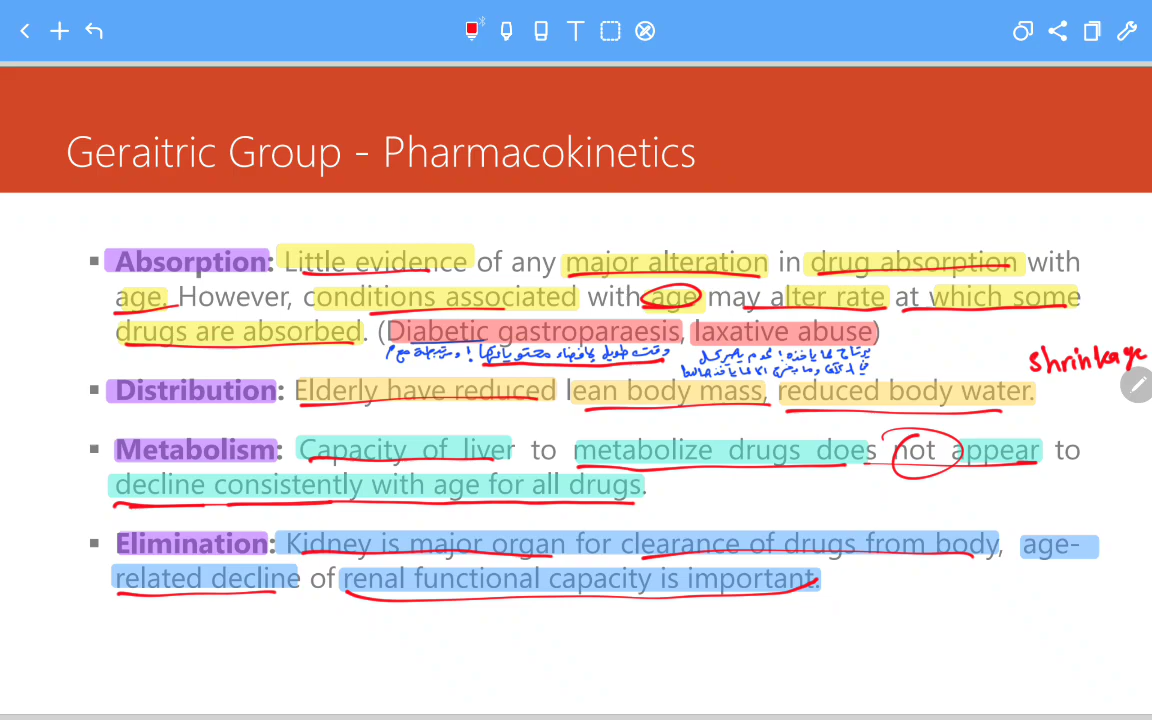 Geraitric Group - Pharmacokinetics
▪ Absorption: Little evidence of any major alteration in drug absorption with
age. However, conditions associated with age may alter rate at which some
drugs are absorbed. (Diabetic gastroparaesis, laxative abuse)
وقت طويل محتوياتها!
shrinkage
▪ Distribution: Elderly have reduced lean body mass, reduced body water.
▪ Metabolism: Capacity of liver to metabolize drugs does not appear to
decline consistently with age for all drugs.
▪ Elimination: Kidney is major organ for clearance of drugs from body, age-
related decline of renal functional capacity is important.